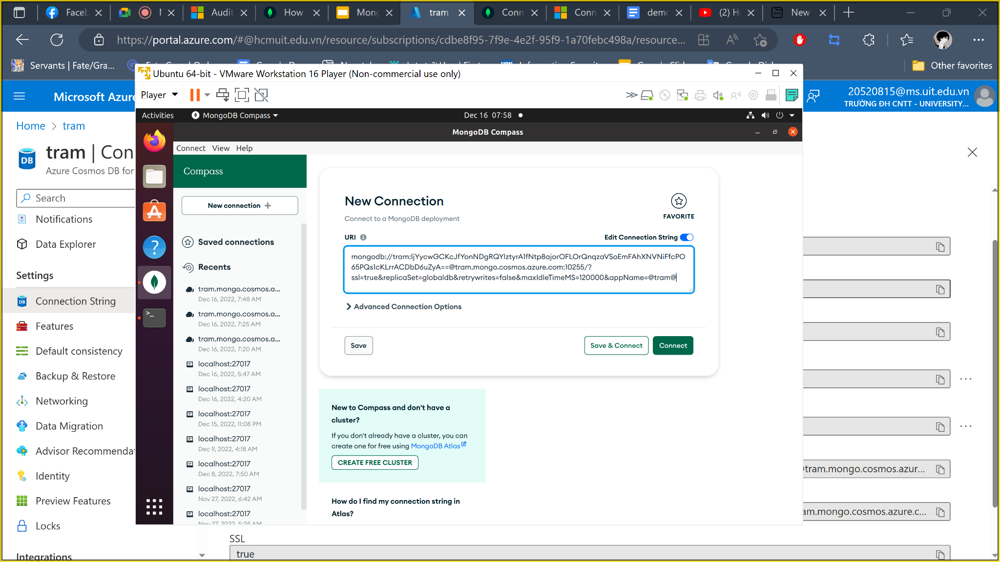 Faceb
Audit
How
Mong
tram
Conn
Conn
demo
(2) H
New
https://portal.azure.com/#@hcmuit.edu.vn/resource/subscriptions/cdbe8f95-7f9e-4e2f-95f9-1a70febc498a/resource...
Servants | Fate/Gra...
Other favorites
Ubuntu 64-bit - VMware Workstation 16 Player (Non-commercial use only)
Player
Microsoft Azure
20520815@ms.uit.edu.vn
TRƯỜNG ĐH CNTT - UNIVERSITY...
Activities
MongoDB Compass
Dec 16 07:58
MongoDB Compass
Home > tram
tram | Con
Azure Cosmos DB for
Search
Notifications
Data Explorer
Settings
Connection String
Features
Default consistency
Backup & Restore
Networking
Data Migration
Advisor Recommendat
Identity
Preview Features
Locks
Integrations
Connect View Help
Compass
New connection +
Saved connections
Recents
tram.mongo.cosmos.a...
Dec 16, 2022, 7:48 AM
tram.mongo.cosmos.a...
Dec 16, 2022, 7:25 AM
tram.mongo.cosmos.a...
Dec 16, 2022, 7:20 AM
localhost:27017
Dec 16, 2022, 5:47 AM
localhost:27017
Dec 16, 2022, 4:20 AM
localhost:27017
Dec 15, 2022, 11:08 PM
localhost:27017
Dec 9, 2022, 4:18 AM
localhost:27017
Dec 8, 2022, 7:50 AM
localhost:27017
Nov 27, 2022, 6:42 AM
localhost:27017
Nov 27, 2022, 5:35 AM
New Connection
Connect to a MongoDB deployment
FAVORITE
URI
Edit Connection String
mongodb://tram:ljYycwGCKcJfYonNDgRQYlztyrA1fNtp8ajorOFLOrQnqzaVSoEmFAhXNVNiFfcPO
65PQs1cKLrrACDbD6uZyA==@tram.mongo.cosmos.azure.com:10255/?
ssl=true&replicaSet=globaldb&retrywrites=false&maxIdleTimeMS=120000&appName=@tram@
Advanced Connection Options
Save
Save & Connect
Connect
New to Compass and don't have a
cluster?
If you don't already have a cluster, you can
create one for free using MongoDB Atlas
CREATE FREE CLUSTER
How do I find my connection string in
Atlas?
tram.mongo.cosmos.azur...
am.mongo.cosmos.azure.c...
SSL
true